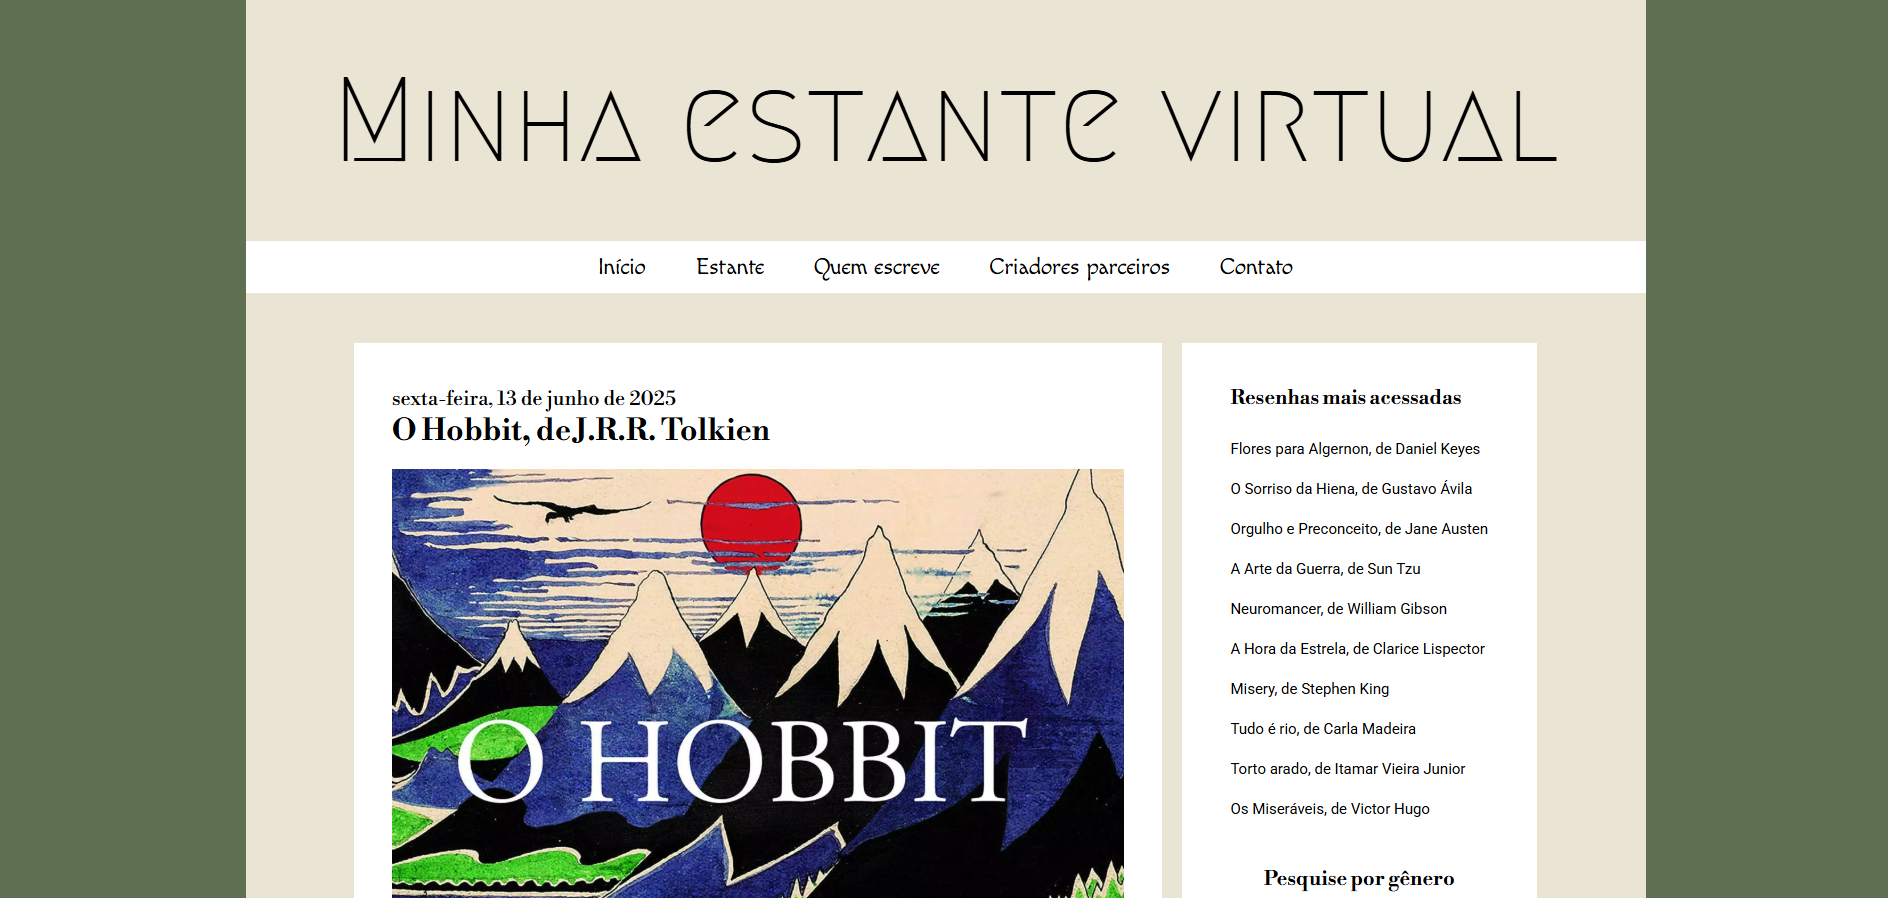 Minha estante virtual
Início Estante Quem escreve Criadores parceiros Contato
sexta-feira, 13 de junho de 2025
O Hobbit, deJ.R.R. Tolkien
O HOBBIT
Resenhas mais acessadas
Flores para Algernon, de Daniel Keyes
O Sorriso da Hiena, de Gustavo Ávila
Orgulho e Preconceito, de Jane Austen
A Arte da Guerra, de Sun Tzu
Neuromancer, de William Gibson
A Hora da Estrela, de Clarice Lispector
Misery, de Stephen King
Tudo é rio, de Carla Madeira
Torto arado, de Itamar Vieira Junior
Os Miseráveis, de Victor Hugo
Pesquise por gênero